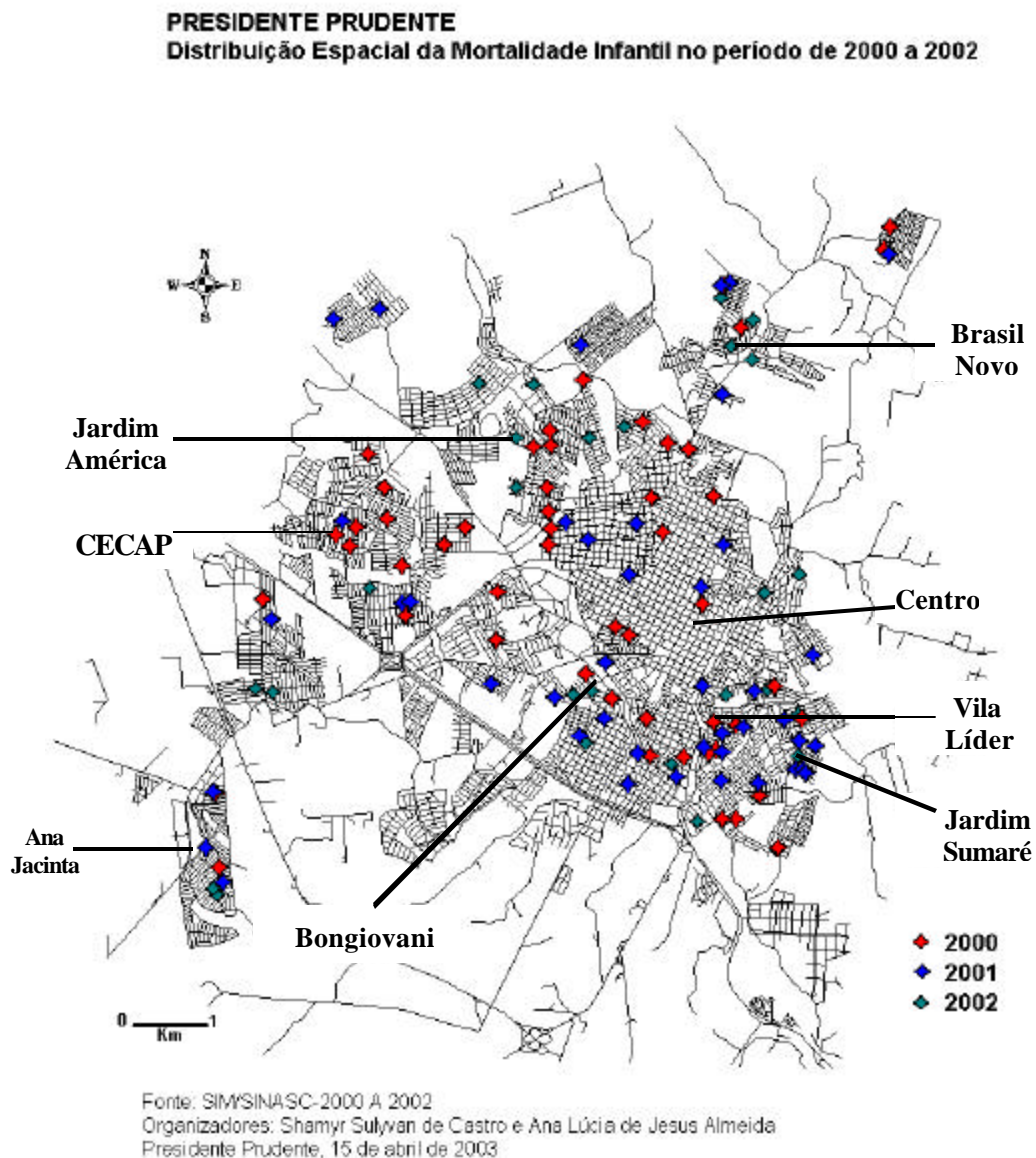 PRESIDENTE PRUDENTE
Distribuição Espacial da Mortalidade Infantil no período de 2000 a 2002
N
W
E
S
Brasil
Novo
Jardim
América
CECAP
Centro
Vila
Líder
Ana
Jacinta
Jardim
Sumaré
Bongiovani
2000
2001
2002
0 1
Km
Fonte: SIM/SINASC-2000 A 2002
Organizadores: Shamyr Sulyvan de Castro e Ana Lúcia de Jesus Almeida
Presidente Prudente, 15 de abril de 2003